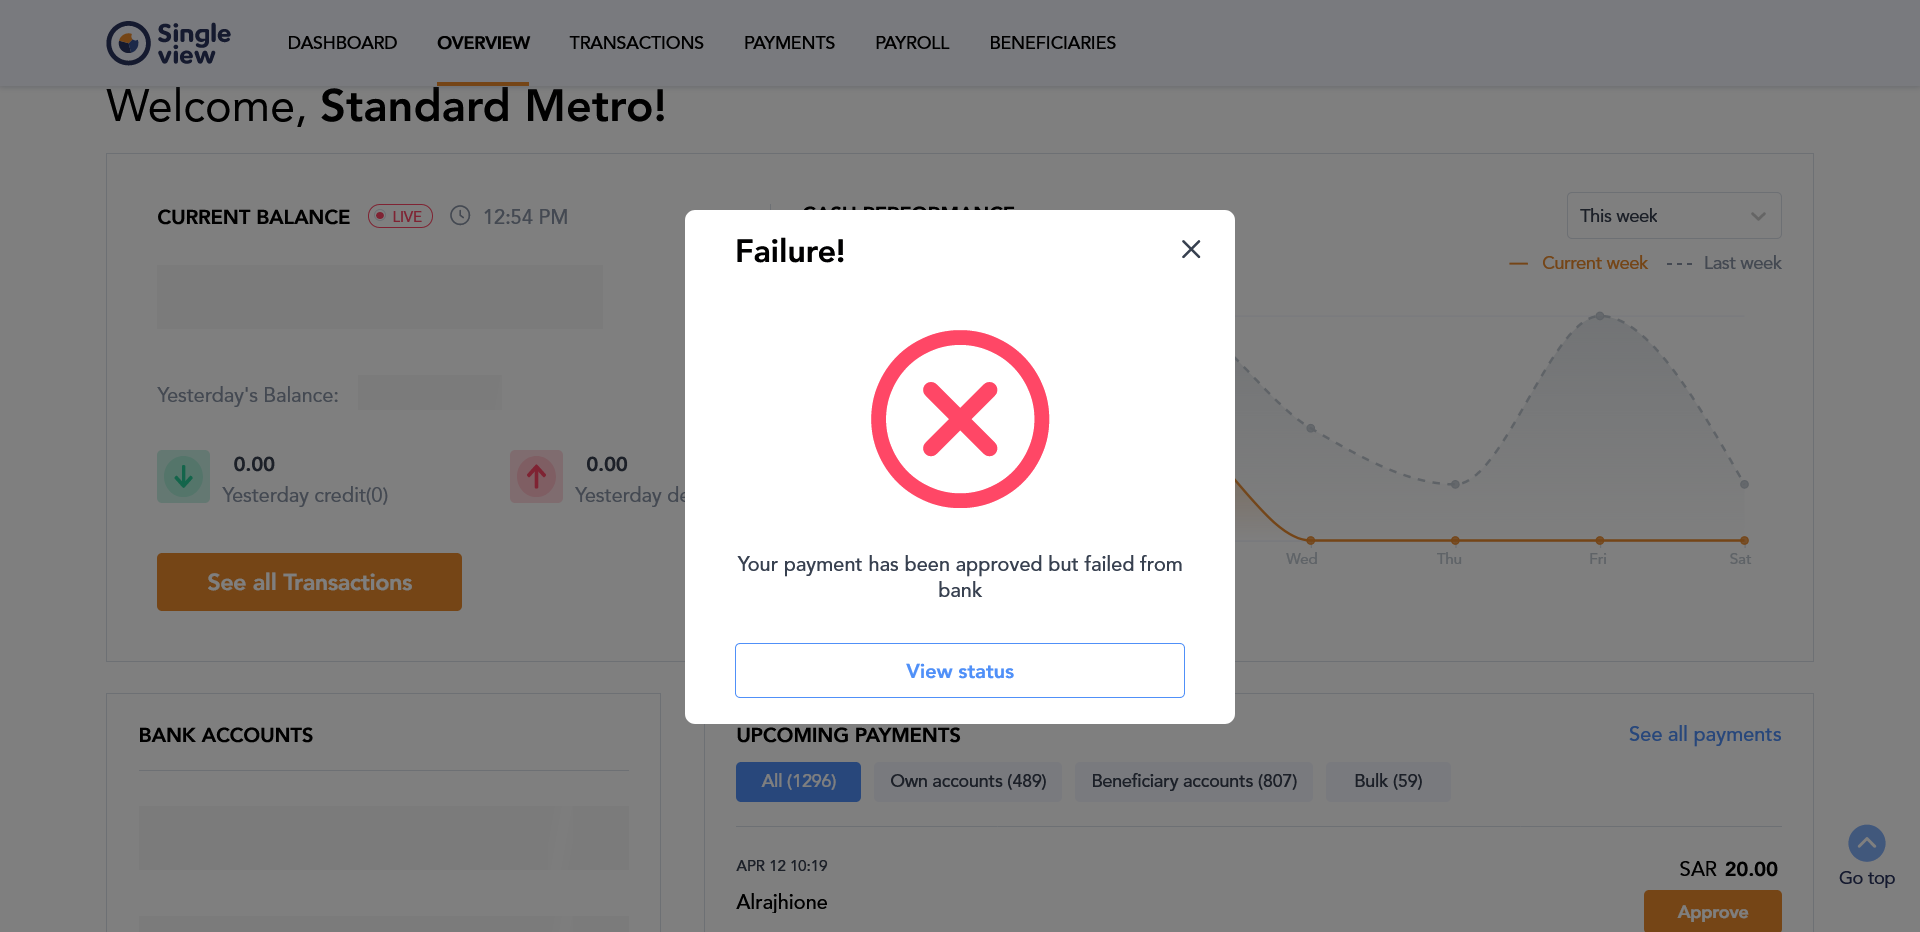 Single
view
DASHBOARD
OVERVIEW
TRANSACTIONS
PAYMENTS
PAYROLL
BENEFICIARIES
Welcome, Standard Metro!
CURRENT BALANCE
LIVE
12:54 PM
CASH PERFORMANCE
This week
Current week
Last week
Yesterday's Balance:
0.00
Yesterday credit(0)
0.00
Yesterday
See all Transactions
Wed
Thu
Fri
Sat
Failure!
Your payment has been approved but failed from
bank
View status
BANK ACCOUNTS
UPCOMING PAYMENTS
See all payments
All (1296)
Own accounts (489)
Beneficiary accounts (807)
Bulk (59)
APR 12 10:19
SAR 20.00
Alrajhione
Approve
Go top